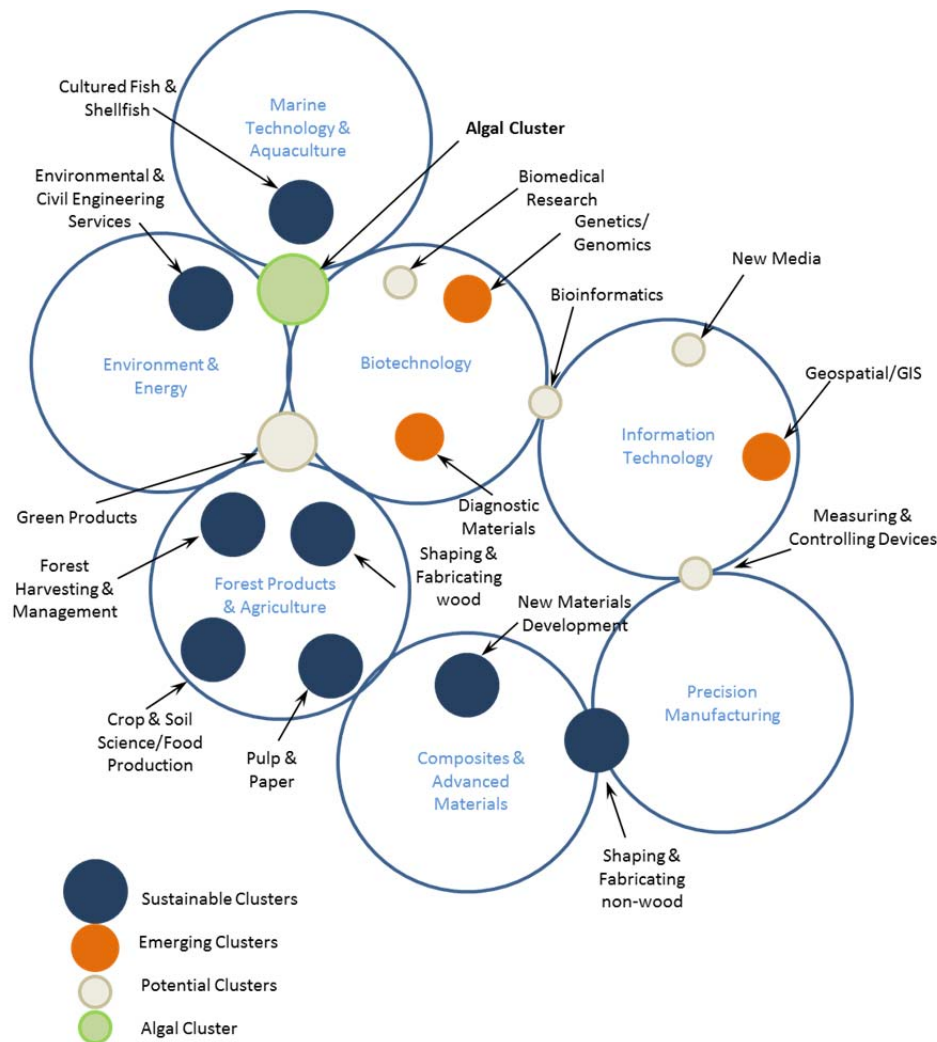 Cultured Fish &
Shellfish
Marine
Technology &
Aquaculture
Algal Cluster
Environmental &
Civil Engineering
Services
Biomedical
Research
Genetics/
Genomics
New Media
Bioinformatics
Environment &
Energy
Biotechnology
Geospatial/GIS
Information
Technology
Green Products
Diagnostic
Materials
Measuring &
Controlling Devices
Forest
Harvesting &
Management
Shaping &
Fabricating
wood
Forest Products
& Agriculture
New Materials
Development
Precision
Manufacturing
Crop & Soil
Science/Food
Production
Pulp &
Paper
Composites &
Advanced
Materials
Shaping &
Fabricating
non-wood
Sustainable Clusters
Emerging Clusters
Potential Clusters
Algal Cluster